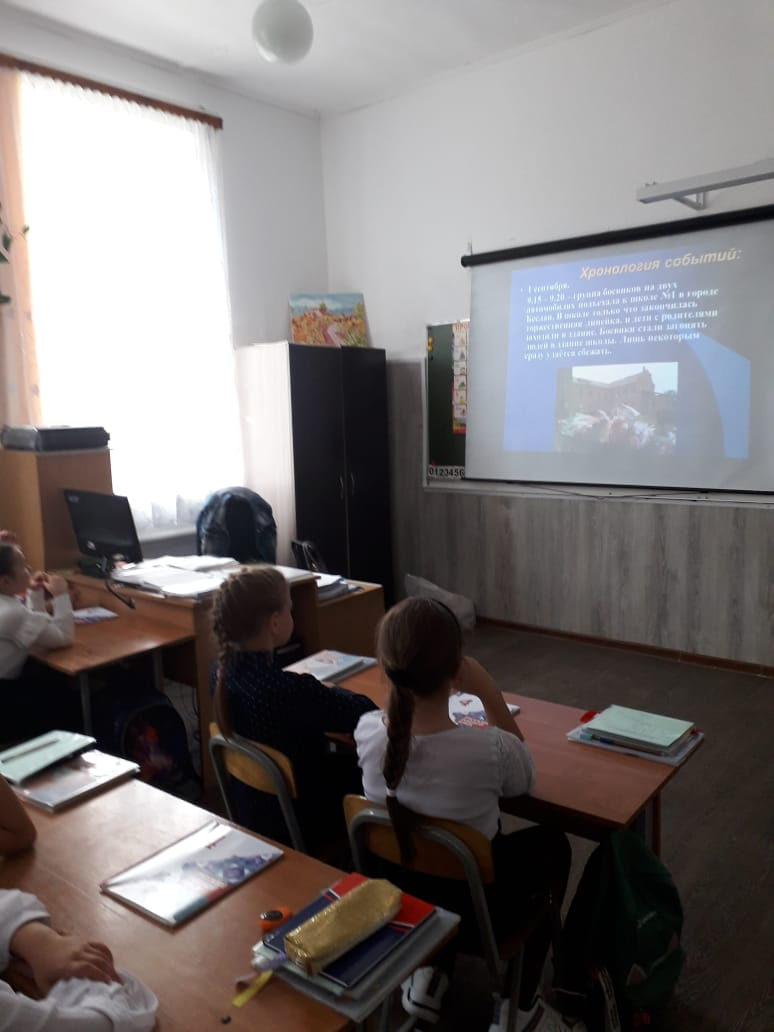 Хронология событий:
• 1 сентября.
9.15 – 9.20 – группа боевиков на двух
автомобилях подъехала к школе №1 в городе
Беслан. В школе только что закончилась
торжественная линейка, и дети с родителями
заходили в здание. Боевики стали загонять
людей в здание школы. Лишь некоторым
сразу удаётся сбежать.
0123456